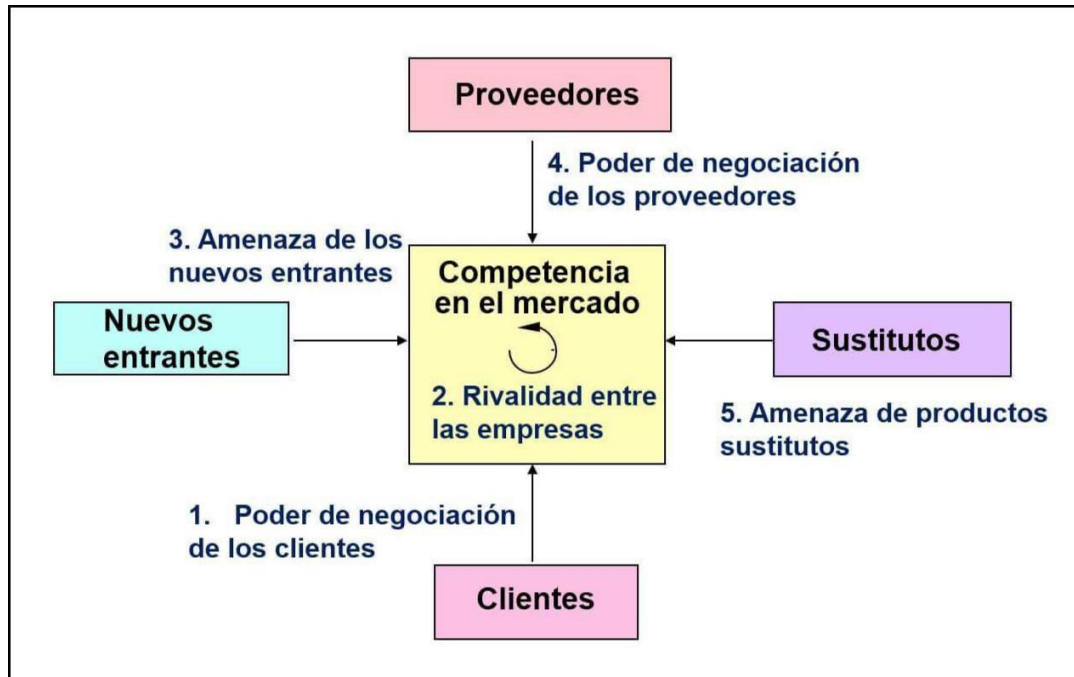 Proveedores
4. Poder de negociación
de los proveedores
3. Amenaza de los
nuevos entrantes
Competencia
en el mercado
Nuevos
entrantes
Sustitutos
2. Rivalidad entre
las empresas
5. Amenaza de productos
sustitutos
1. Poder de negociación
de los clientes
Clientes